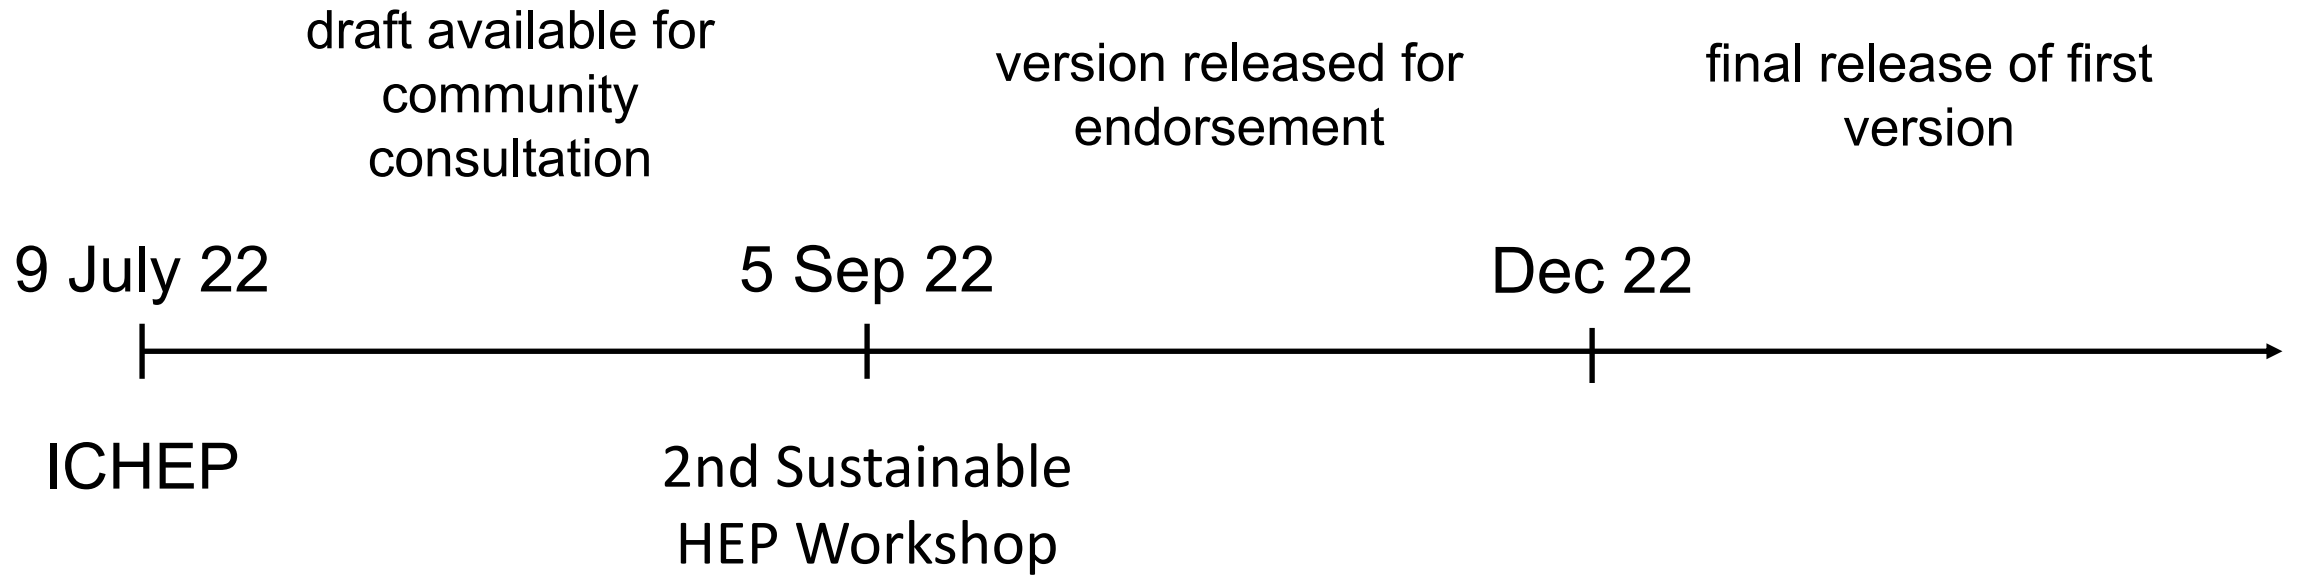 draft available for
community
consultation
version released for
endorsement
final release of first
version
9 July 22
5 Sep 22
Dec 22
ICHEP
2nd Sustainable
HEP Workshop